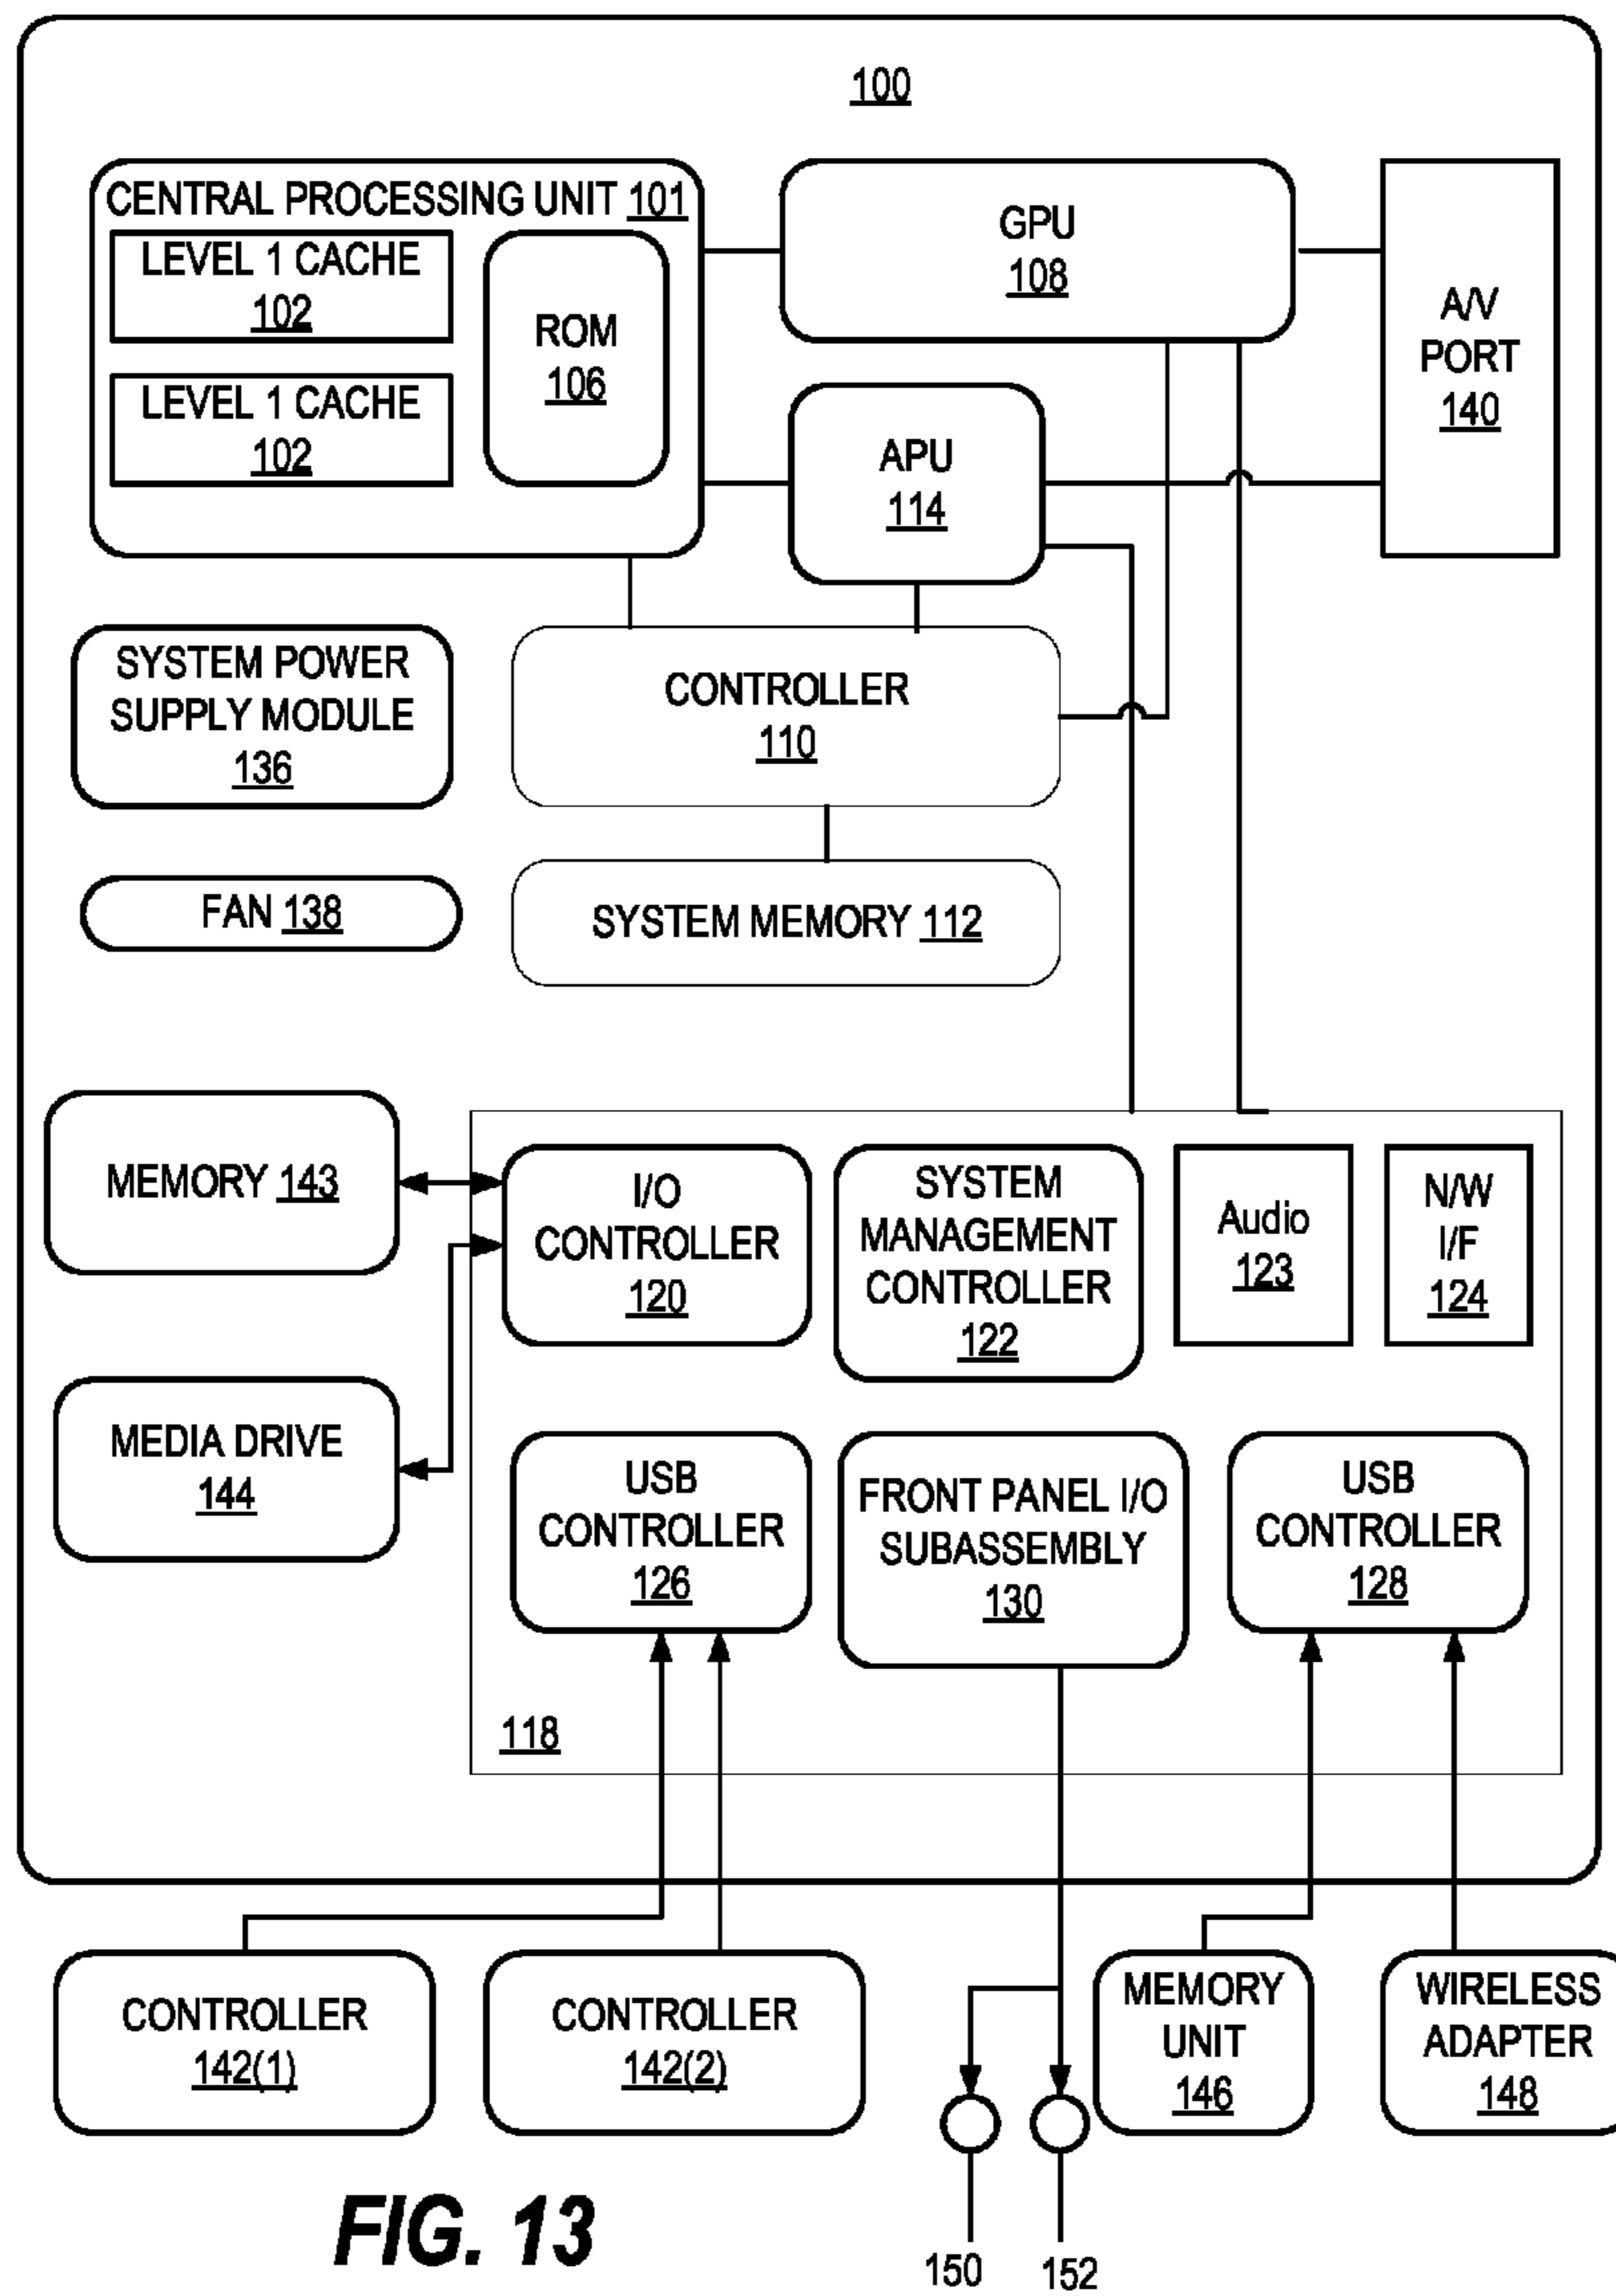 100
CENTRAL PROCESSING UNIT 101
LEVEL 1 CACHE
102
LEVEL 1 CACHE
102
ROM
106
GPU
108
A/V
PORT
140
APU
114
SYSTEM POWER
SUPPLY MODULE
136
CONTROLLER
110
FAN 138
SYSTEM MEMORY 112
MEMORY 143
I/O
CONTROLLER
120
SYSTEM
MANAGEMENT
CONTROLLER
122
Audio
123
N/W
I/F
124
MEDIA DRIVE
144
USB
CONTROLLER
126
FRONT PANEL I/O
SUBASSEMBLY
130
USB
CONTROLLER
128
118
CONTROLLER
142(1)
CONTROLLER
142(2)
MEMORY
UNIT
146
WIRELESS
ADAPTER
148
FIG. 13
150
152